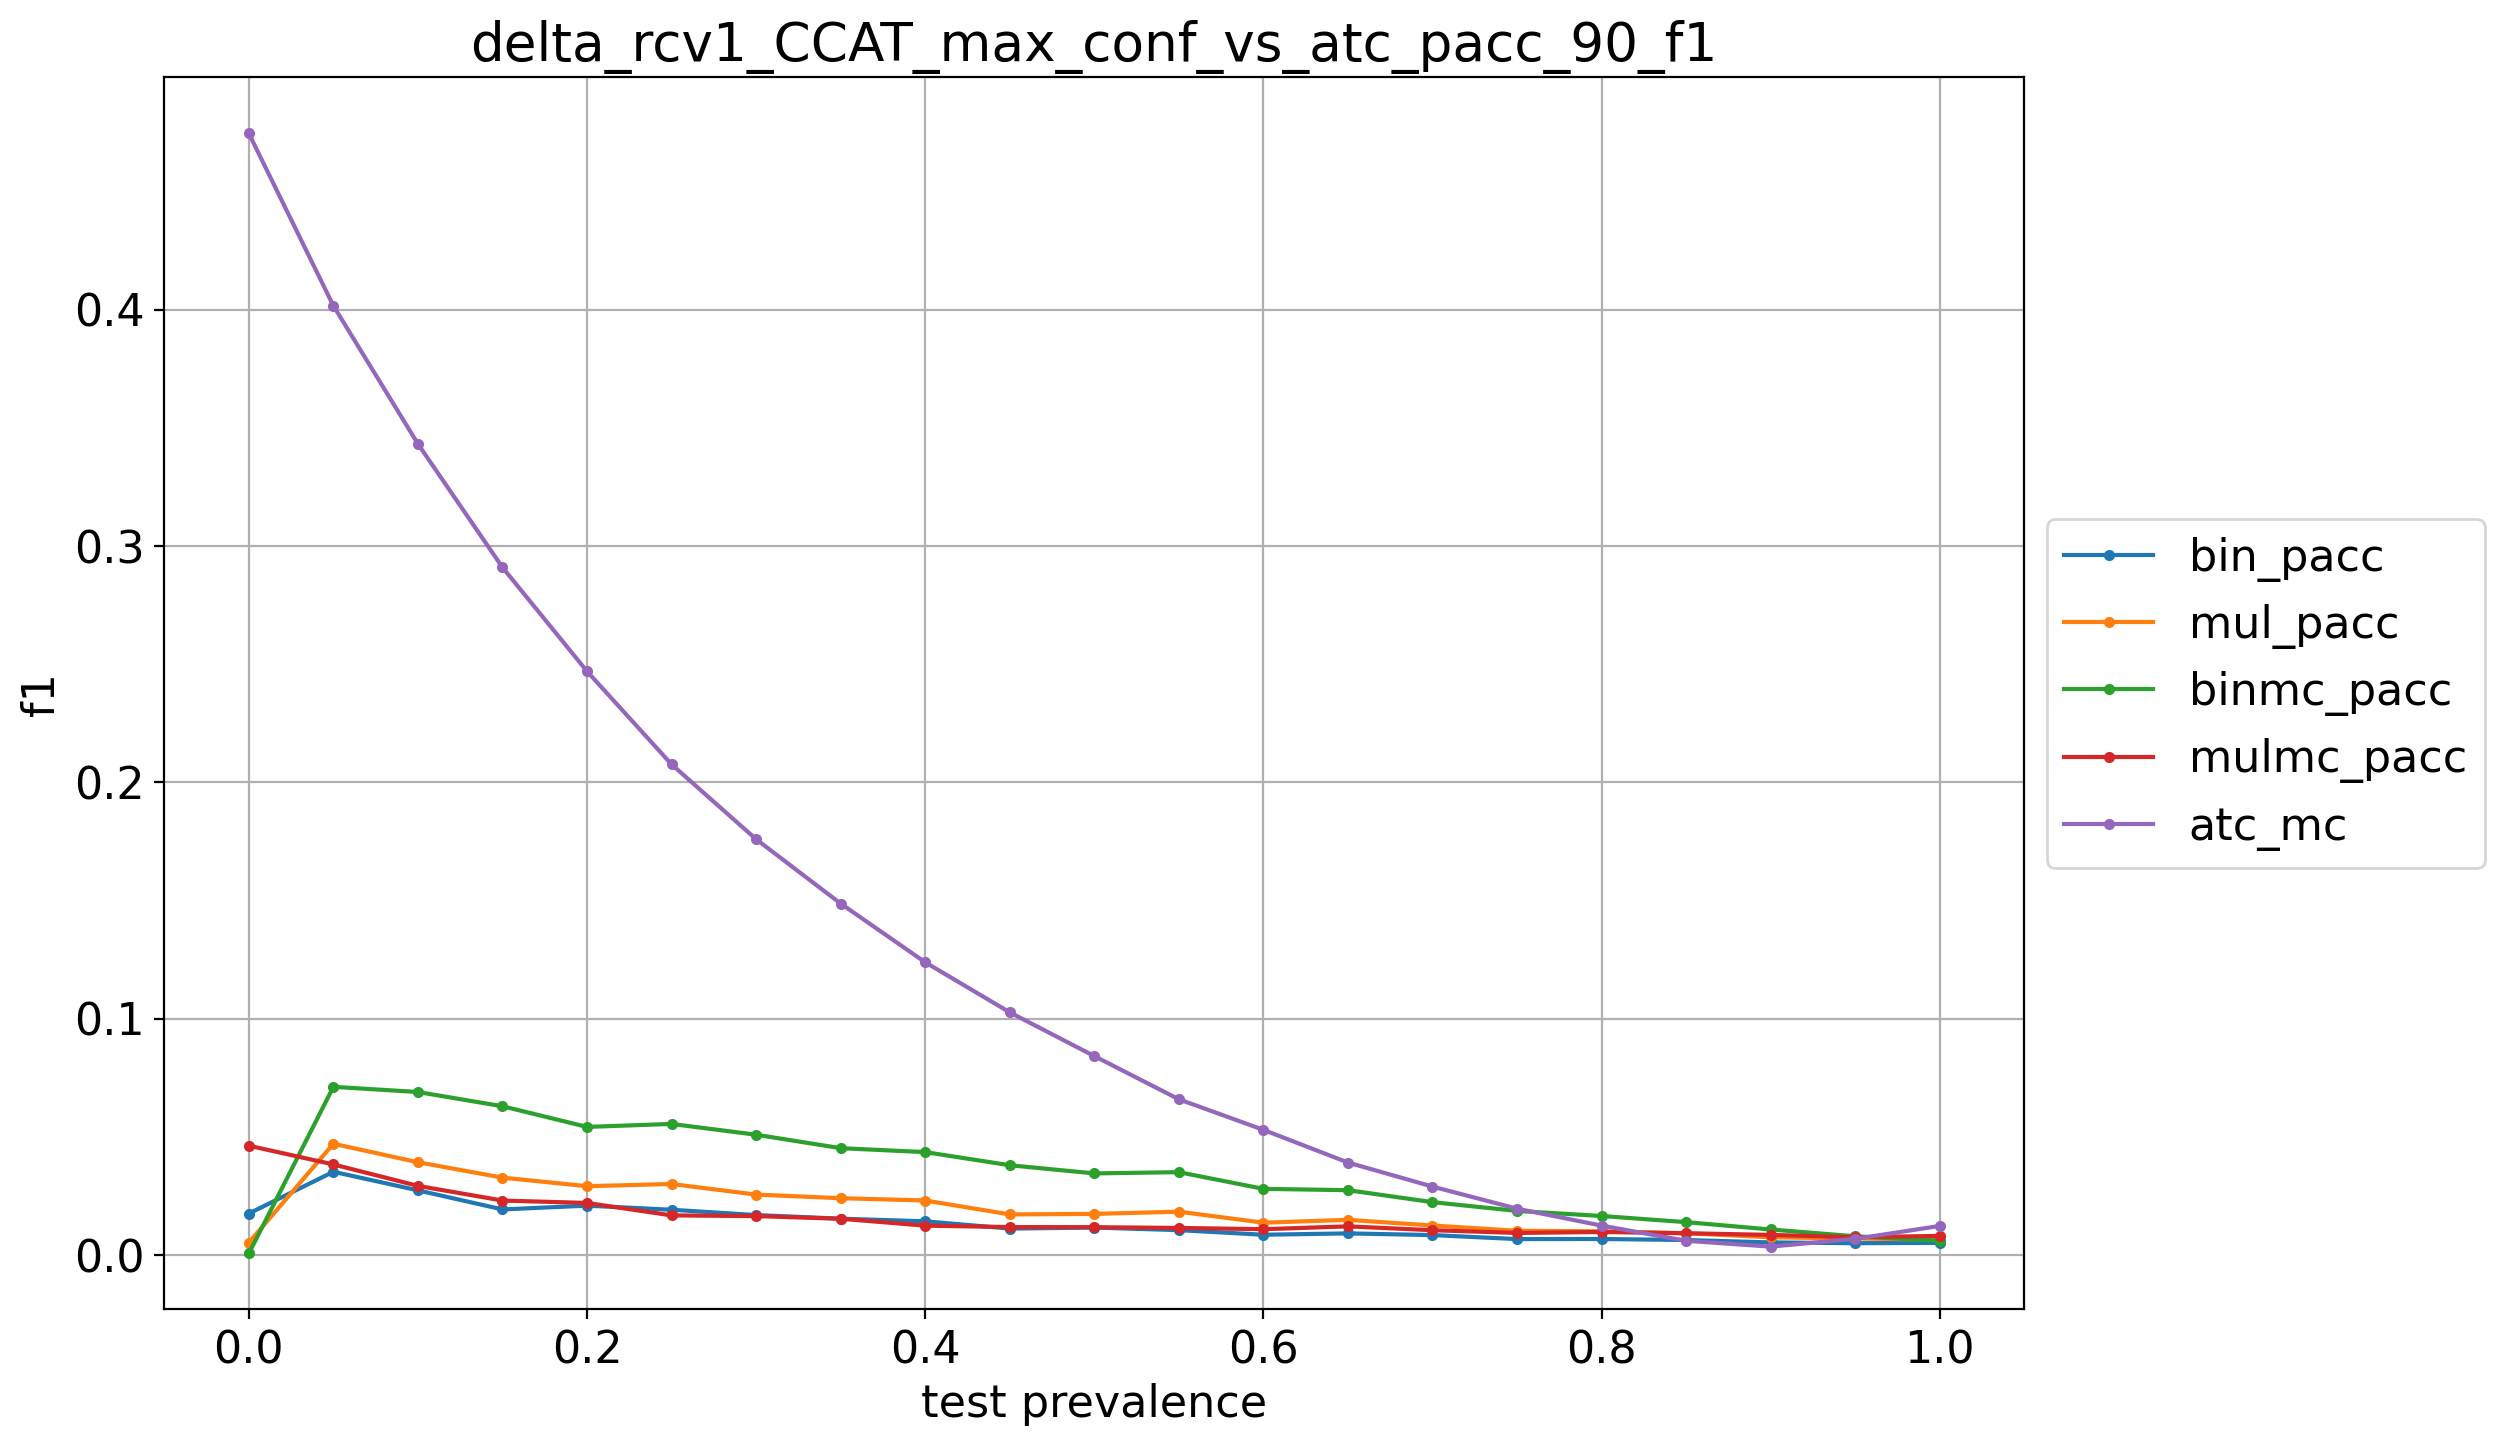 delta_rcv1_CCAT_max_conf_vs_atc_pacc_90_f1
f1
0.4
0.3
0.2
0.1
0.0
0.0 0.2 0.4 0.6 0.8 1.0
test prevalence
bin_pacc
mul_pacc
binmc_pacc
mulmc_pacc
atc_mc